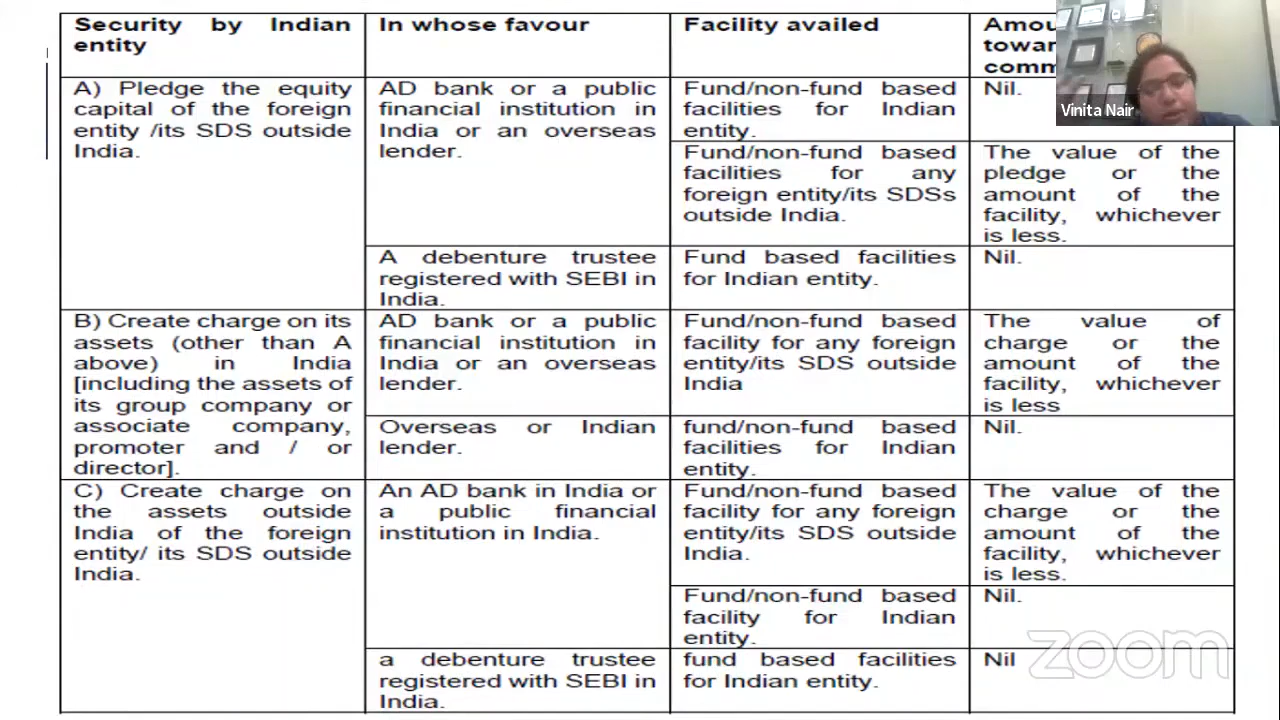 Security by Indian entity
In whose favour
Facility availed
Amou
towar
comm
Vinita Nair
A) Pledge the equity
capital of the foreign
entity /its SDS outside
India.
AD bank or a public
financial institution in
India or an overseas
lender.
Fund/non-fund based
facilities for Indian
entity.
Nil.
Fund/non-fund based
facilities for any
foreign entity/its SDSs
outside India.
The value of the
pledge or the
amount of the
facility, whichever
is less.
A debenture trustee
registered with SEBI in
India.
Fund based facilities
for Indian entity.
Nil.
B) Create charge on its
assets (other than A
above) in India
[including the assets of
its group company or
associate company,
promoter and / or
director].
AD bank or a public
financial institution in
India or an overseas
lender.
Fund/non-fund based
facility for any foreign
entity/its SDS outside
India
The value of
charge or the
amount of the
facility, whichever
is less
Overseas or Indian
lender.
fund/non-fund based
facilities for Indian
entity.
Nil.
C) Create charge on
the assets outside
India of the foreign
entity/ its SDS outside
India.
An AD bank in India or
a public financial
institution in India.
Fund/non-fund based
facility for any foreign
entity/its SDS outside
India.
The value of the
charge or the
amount of the
facility, whichever
is less.
Fund/non-fund based
facility for Indian
entity.
Nil.
a debenture trustee
registered with SEBI in
India.
fund based facilities
for Indian entity.
Nil
zoom